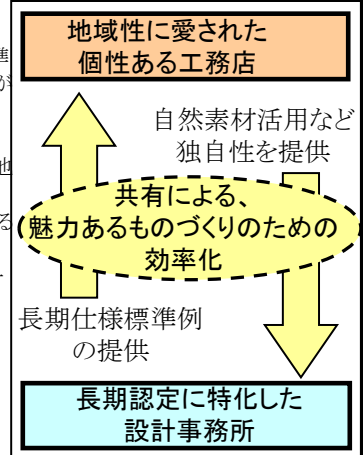 地域性に愛された
個性ある工務店
自然素材活用など
独自性を提供
共有による、
魅力あるものづくりのための
効率化
長期仕様標準例
の提供
長期認定に特化した
設計事務所